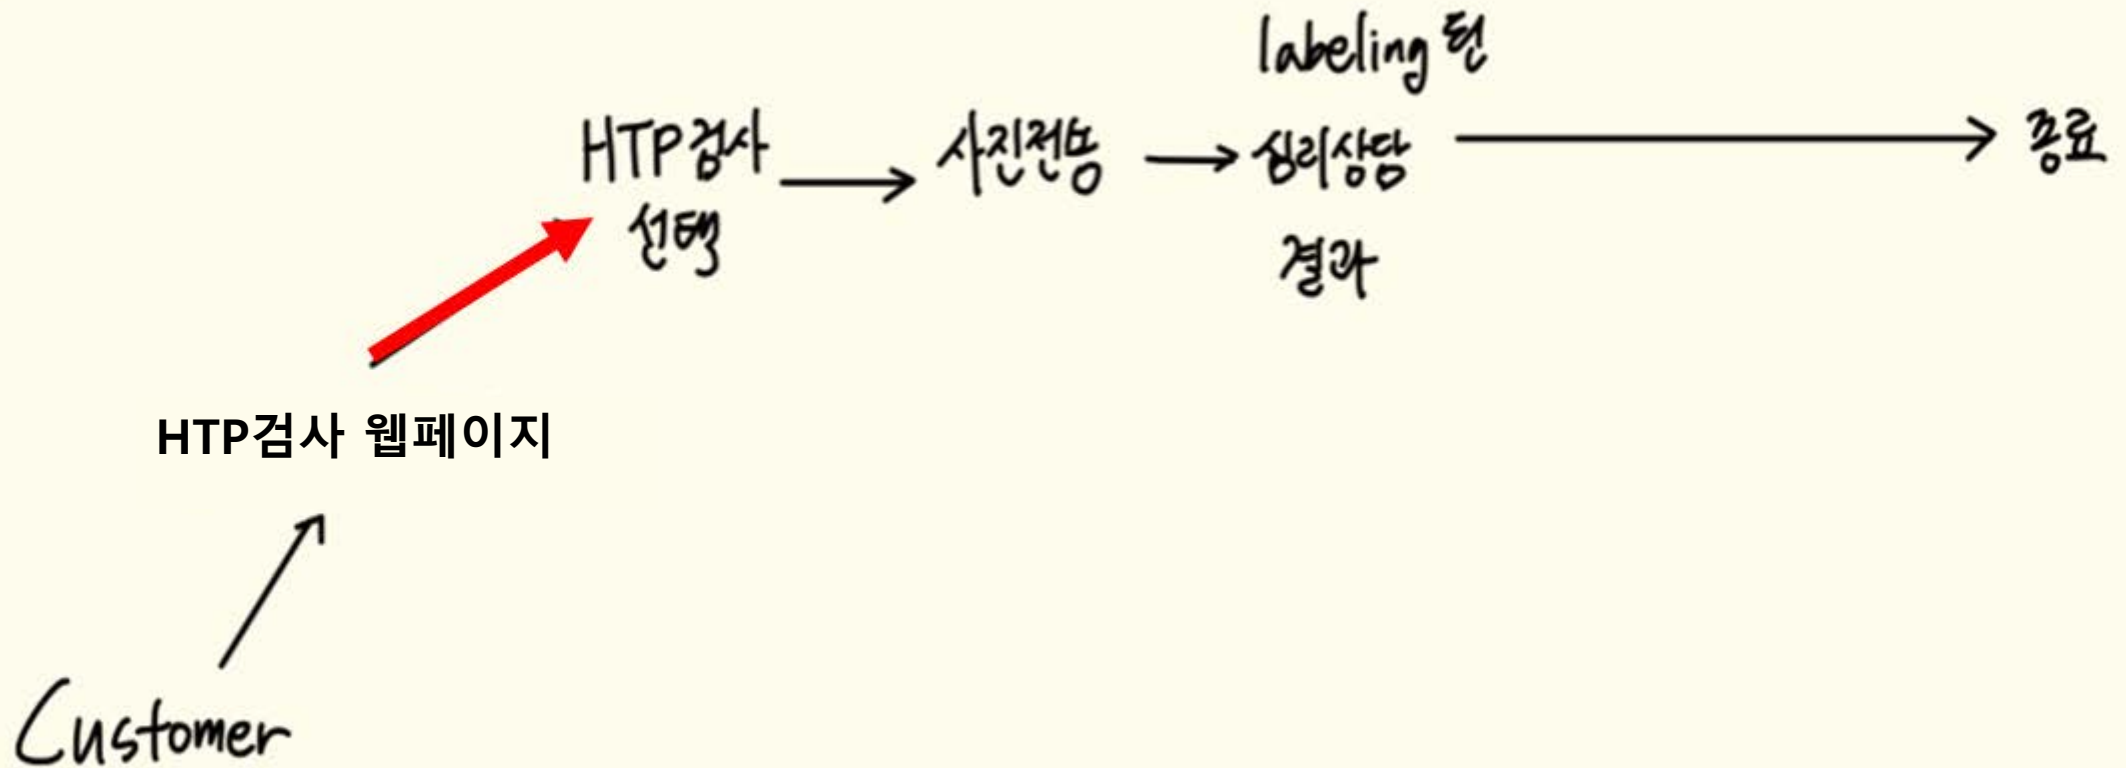 labeling 된
HTP검사
선택
사진전송
심리상담
결과
종료
HTP검사 웹페이지
Customer